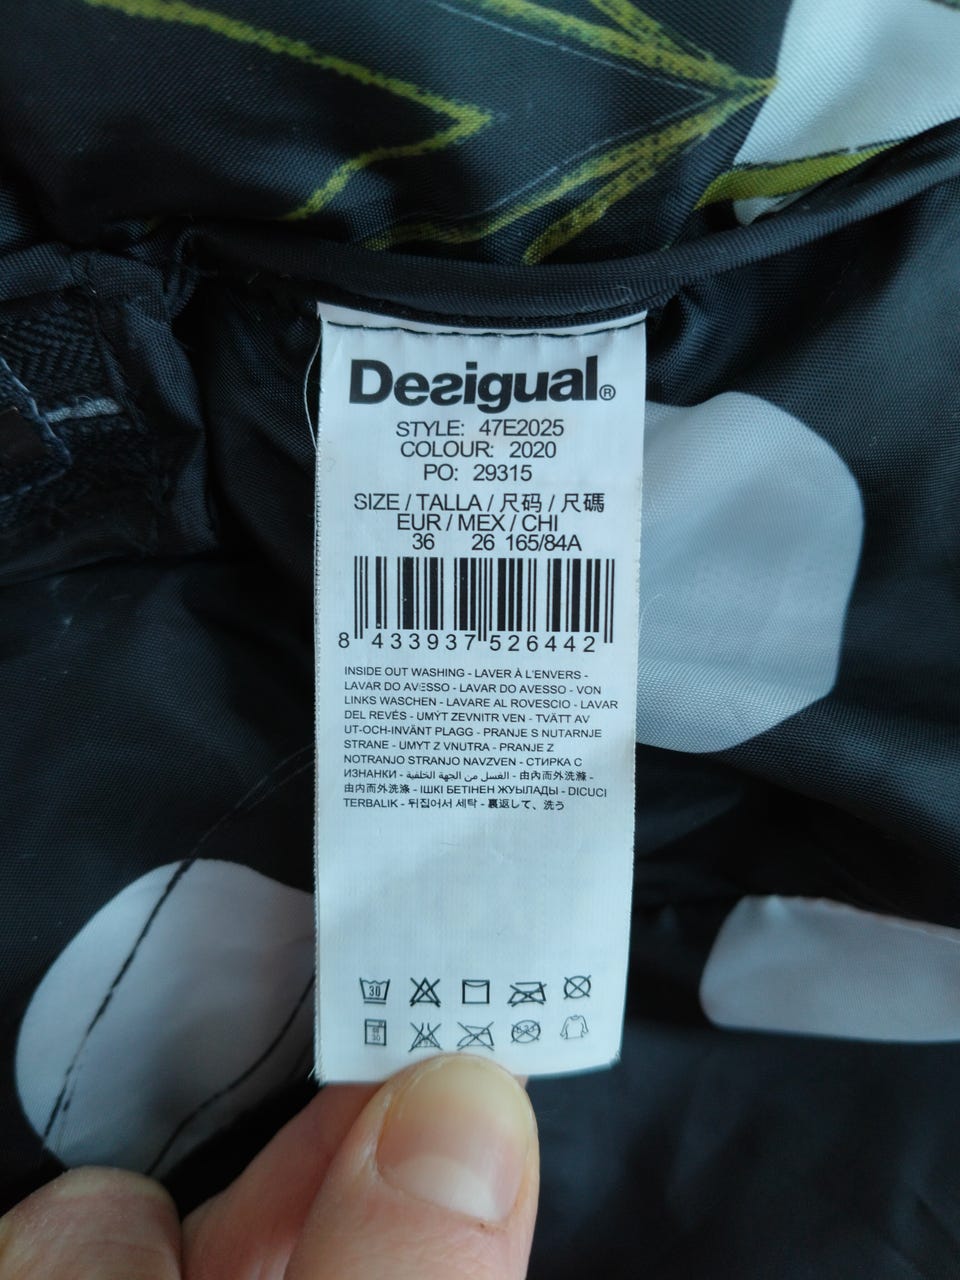 Desigual®
STYLE: 47E2025
COLOUR: 2020
PO: 29315
SIZE / TALLA / 尺码 / 尺碼
EUR / MEX / CHI
36 26 165/84A
8 433937 526442
INSIDE OUT WASHING - LAVER À L'ENVERS -
LAVAR DO AVESSO - LAVAR DO AVESSO - VON
LINKS WASCHEN - LAVARE AL ROVESCIO - LAVAR
DEL REVÉS - UMÝT ZEVNITR VEN - TVÄTT AV
UT-OCH-INVÄNT PLAGG - PRANJE S NUTARNJE
STRANE - UMYT Z VNUTRA - PRANJE Z
NOTRANJO STRANJO NAVZVEN - СТИРКА С
ИЗНАНКИ - الغسل من الجهة الخلفية - 由內而外洗滌 -
由内而外洗涤 - ІШКІ БЕТІНЕН ЖУЫЛАДЫ - DICUCI
TERBALIK - 뒤집어서 세탁 - 裏返して、洗う
30
30